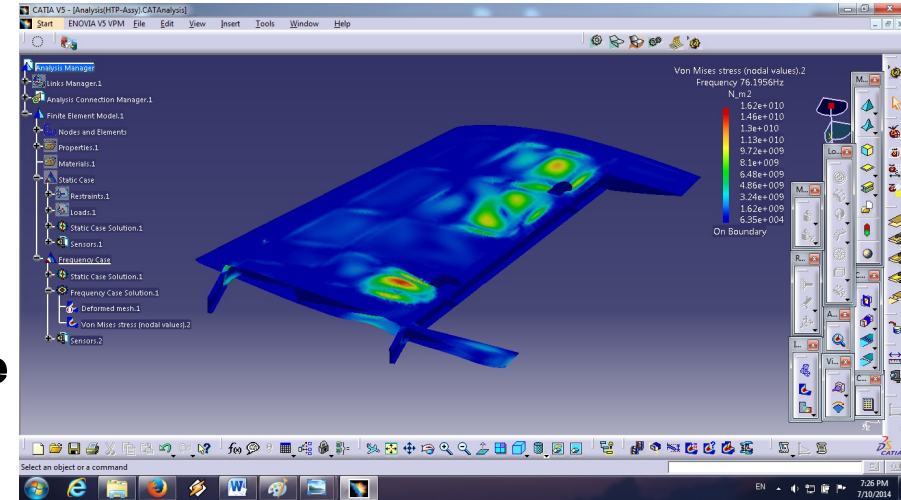 CATIA V5 - [Analysis(HTP-Assy).CATAnalysis]
Start ENOVIA V5 VPM File Edit View Insert Tools Window Help
Analysis Manager
Links Manager.1
Analysis Connection Manager.1
Finite Element Model.1
Nodes and Elements
Properties.1
Materials.1
Static Case
Restraints.1
Loads.1
Static Case Solution.1
Sensors.1
Frequency Case
Static Case Solution.1
Frequency Case Solution.1
Deformed mesh.1
Von Mises stress (nodal values).2
Sensors.2
Von Mises stress (nodal values).2
Frequency 76.1956Hz
N_m2
1.62e+010
1.46e+010
1.3e+010
1.13e+010
9.72e+009
8.1e+009
6.48e+009
4.86e+009
3.24e+009
1.62e+009
6.35e+004
On Boundary
M...
Lo...
M...
R...
C...
A...
I...
Vi...
C...
e
f(x)
CATIA
Select an object or a command
EN
7:26 PM
7/10/2014